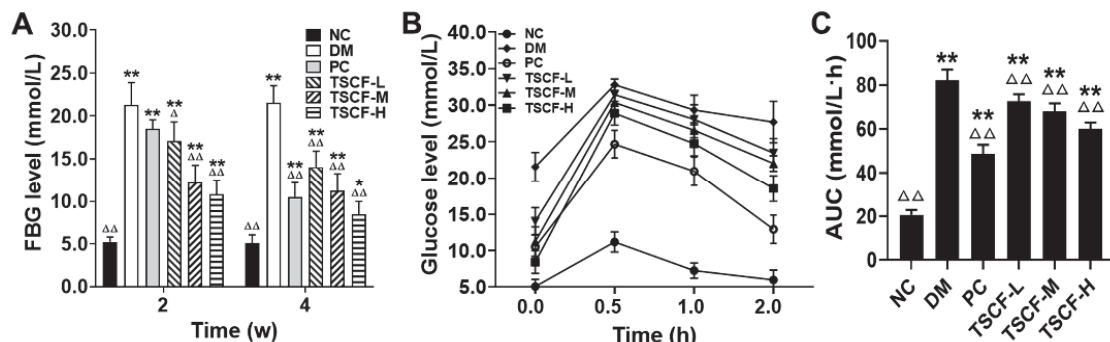 A
FBG level (mmol/L)
30.0
25.0
20.0
15.0
10.0
5.0
0.0
NC
DM
PC
TSCF-L
TSCF-M
TSCF-H
ΔΔ
**
**
**
Δ
**
ΔΔ
**
ΔΔ
ΔΔ
**
**
ΔΔ
**
ΔΔ
**
ΔΔ
*
ΔΔ
2
4
Time (w)
B
Glucose level (mmol/L)
40.0
35.0
30.0
25.0
20.0
15.0
10.0
5.0
NC
DM
PC
TSCF-L
TSCF-M
TSCF-H
0.0
0.5
1.0
2.0
Time (h)
C
AUC (mmol/L·h)
100
80
60
40
20
0
ΔΔ
**
**
ΔΔ
**
ΔΔ
**
ΔΔ
**
ΔΔ
NC
DM
PC
TSCF-L
TSCF-M
TSCF-H